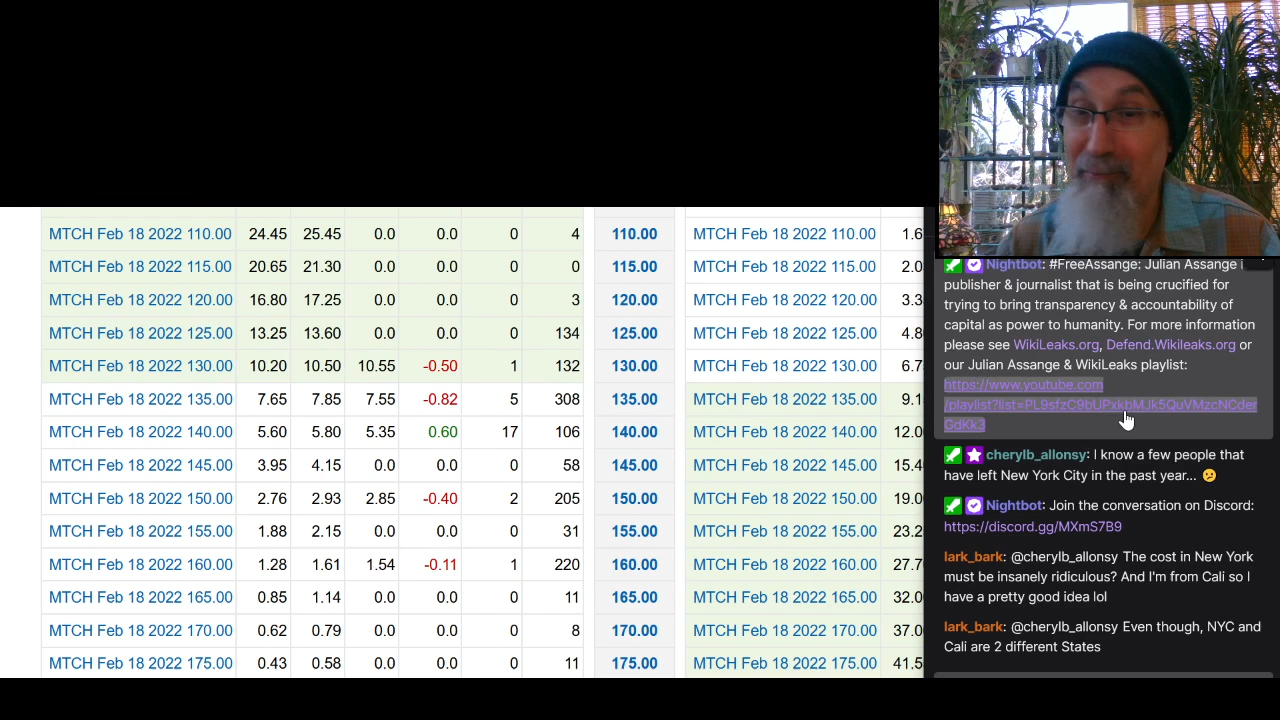 MTCH Feb 18 2022 110.00 24.45 25.45 0.0 0.0 0 4 110.00 MTCH Feb 18 2022 110.00 1.6
MTCH Feb 18 2022 115.00 20.65 21.30 0.0 0.0 0 0 115.00 MTCH Feb 18 2022 115.00 2.0
MTCH Feb 18 2022 120.00 16.80 17.25 0.0 0.0 0 3 120.00 MTCH Feb 18 2022 120.00 3.3
MTCH Feb 18 2022 125.00 13.25 13.60 0.0 0.0 0 134 125.00 MTCH Feb 18 2022 125.00 4.8
MTCH Feb 18 2022 130.00 10.20 10.50 10.55 -0.50 1 132 130.00 MTCH Feb 18 2022 130.00 6.7
MTCH Feb 18 2022 135.00 7.65 7.85 7.55 -0.82 5 308 135.00 MTCH Feb 18 2022 135.00 9.1
MTCH Feb 18 2022 140.00 5.60 5.80 5.35 0.60 17 106 140.00 MTCH Feb 18 2022 140.00 12.0
MTCH Feb 18 2022 145.00 3.95 4.15 0.0 0.0 0 58 145.00 MTCH Feb 18 2022 145.00 15.4
MTCH Feb 18 2022 150.00 2.76 2.93 2.85 -0.40 2 205 150.00 MTCH Feb 18 2022 150.00 19.0
MTCH Feb 18 2022 155.00 1.88 2.15 0.0 0.0 0 31 155.00 MTCH Feb 18 2022 155.00 23.2
MTCH Feb 18 2022 160.00 1.28 1.61 1.54 -0.11 1 220 160.00 MTCH Feb 18 2022 160.00 27.7
MTCH Feb 18 2022 165.00 0.85 1.14 0.0 0.0 0 11 165.00 MTCH Feb 18 2022 165.00 32.0
MTCH Feb 18 2022 170.00 0.62 0.79 0.0 0.0 0 8 170.00 MTCH Feb 18 2022 170.00 37.0
MTCH Feb 18 2022 175.00 0.43 0.58 0.0 0.0 0 11 175.00 MTCH Feb 18 2022 175.00 41.5
Nightbot: #FreeAssange: Julian Assange
publisher & journalist that is being crucified for
trying to bring transparency & accountability of
capital as power to humanity. For more information
please see WikiLeaks.org, Defend.Wikileaks.org or
our Julian Assange & WikiLeaks playlist:
https://www.youtube.com
/playlist?list=PL9sfzC9bUPxkbMJk5QuVMzcNCder
GdKk3
cherylb_allonsy: I know a few people that
have left New York City in the past year... 😕
Nightbot: Join the conversation on Discord:
https://discord.gg/MXmS7B9
lark_bark: @cherylb_allonsy The cost in New York
must be insanely ridiculous? And I'm from Cali so I
have a pretty good idea lol
lark_bark: @cherylb_allonsy Even though, NYC and
Cali are 2 different States